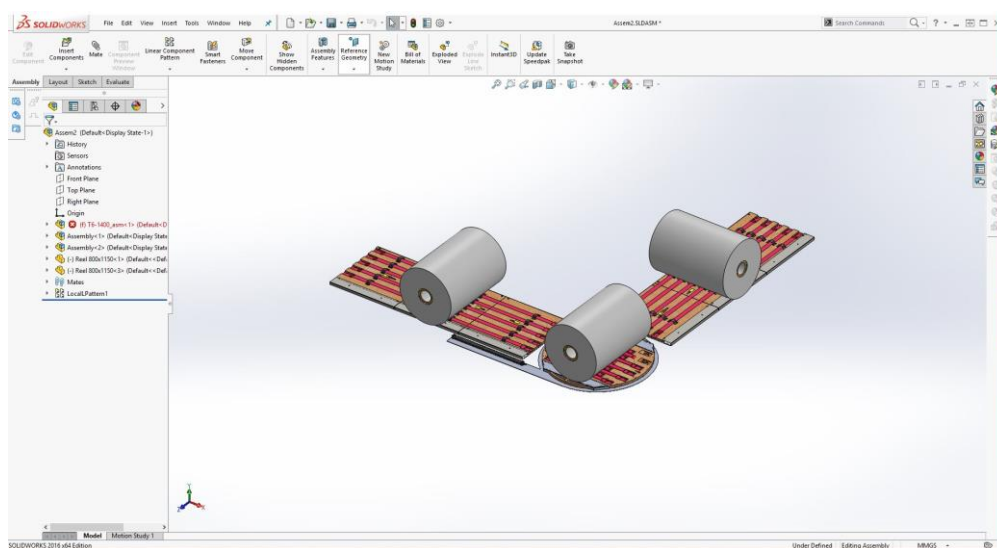 SOLIDWORKS File Edit View Insert Tools Window Help Assem2.SLDASM * Search Commands
Edit Component Insert Components Mate Component Preview Window Linear Component Pattern Smart Fasteners Move Component Show Hidden Components Assembly Features Reference Geometry New Motion Study Bill of Materials Exploded View Explode Line Sketch Instant3D Update Speedpak Take Snapshot
Assembly Layout Sketch Evaluate
Assem2 (Default<Display State-1>)
History
Sensors
Annotations
Front Plane
Top Plane
Right Plane
Origin
(f) T6-1400_asm<1> (Default<D
Assembly<1> (Default<Display State
Assembly<2> (Default<Display State
(-) Reel 800x1150<1> (Default<<Def
(-) Reel 800x1150<3> (Default<<Def
Mates
LocalLPattern1
Model Motion Study 1
SOLIDWORKS 2016 x64 Edition Under Defined Editing Assembly MMGS